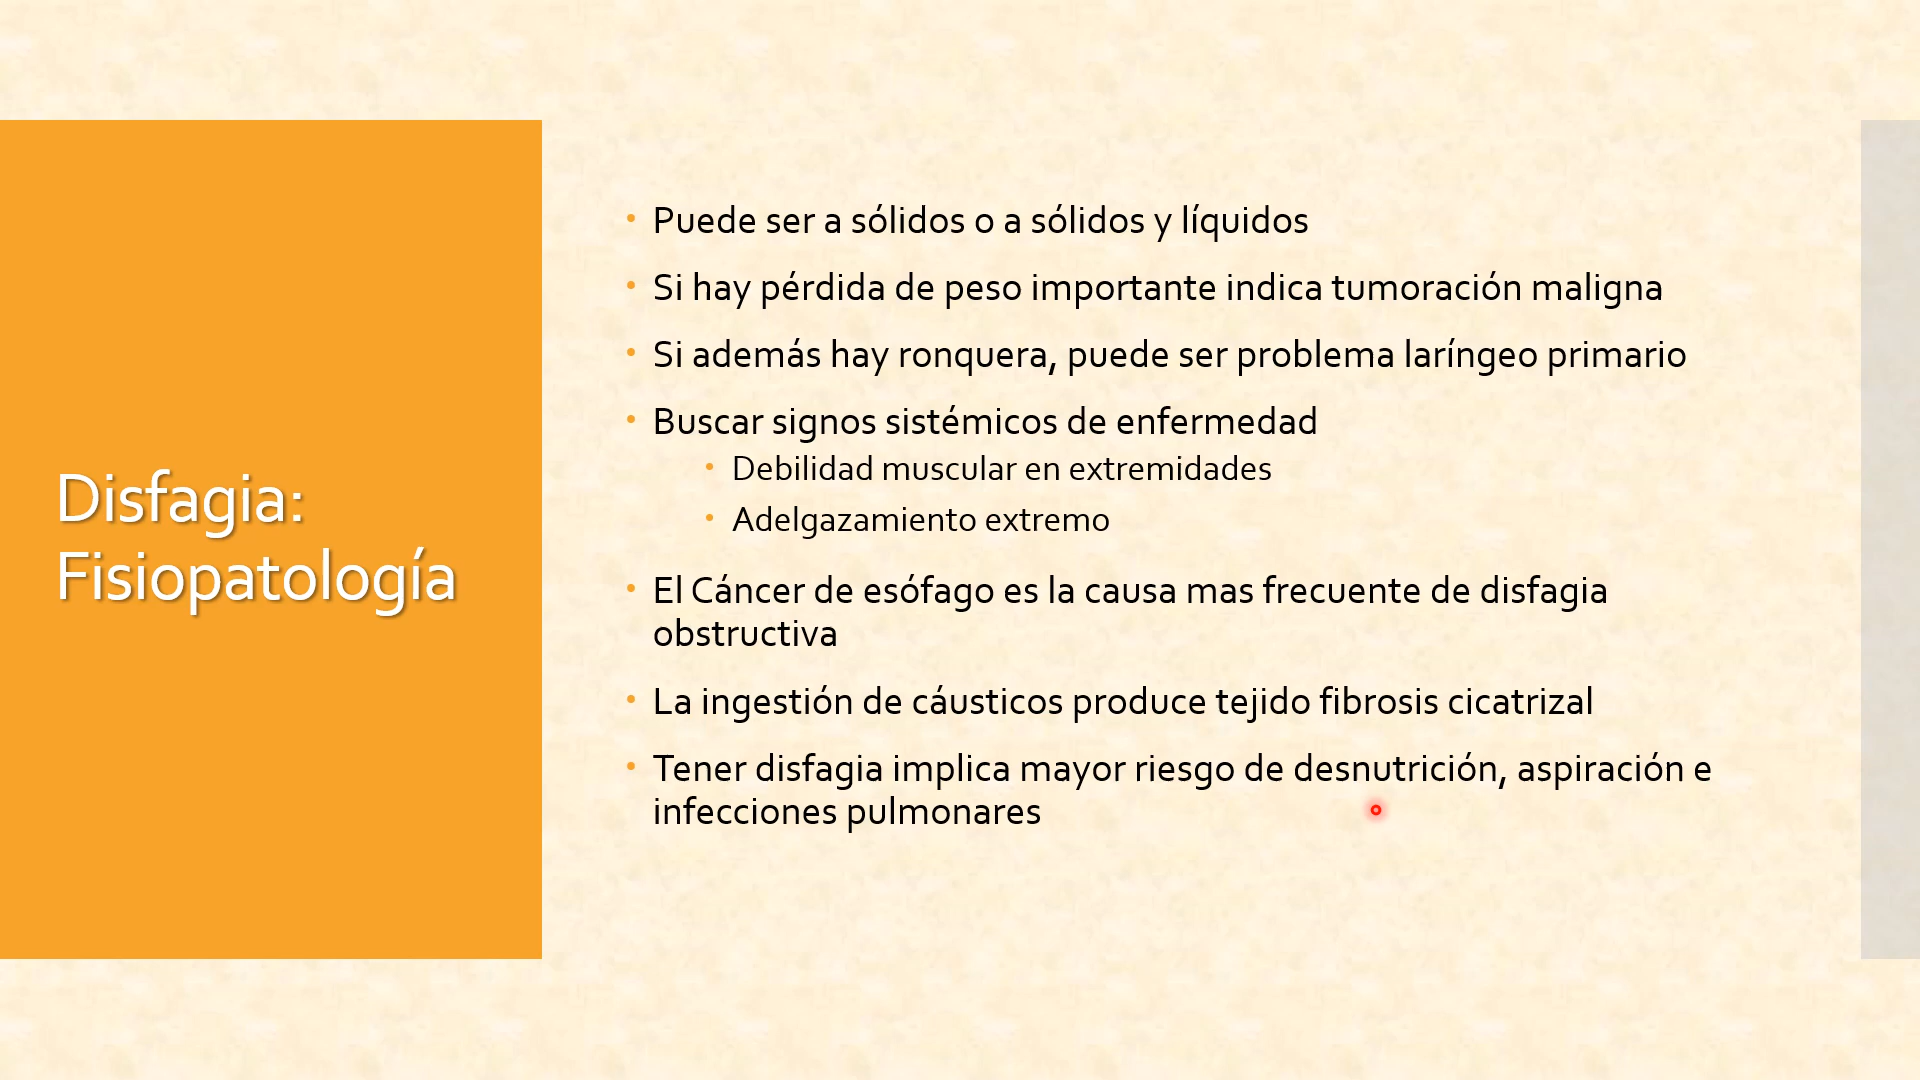 Disfagia:
Fisiopatología
Puede ser a sólidos o a sólidos y líquidos
Si hay pérdida de peso importante indica tumoración maligna
Si además hay ronquera, puede ser problema laríngeo primario
Buscar signos sistémicos de enfermedad
Debilidad muscular en extremidades
Adelgazamiento extremo
El Cáncer de esófago es la causa mas frecuente de disfagia
obstructiva
La ingestión de cáusticos produce tejido fibrosis cicatrizal
Tener disfagia implica mayor riesgo de desnutrición, aspiración e
infecciones pulmonares